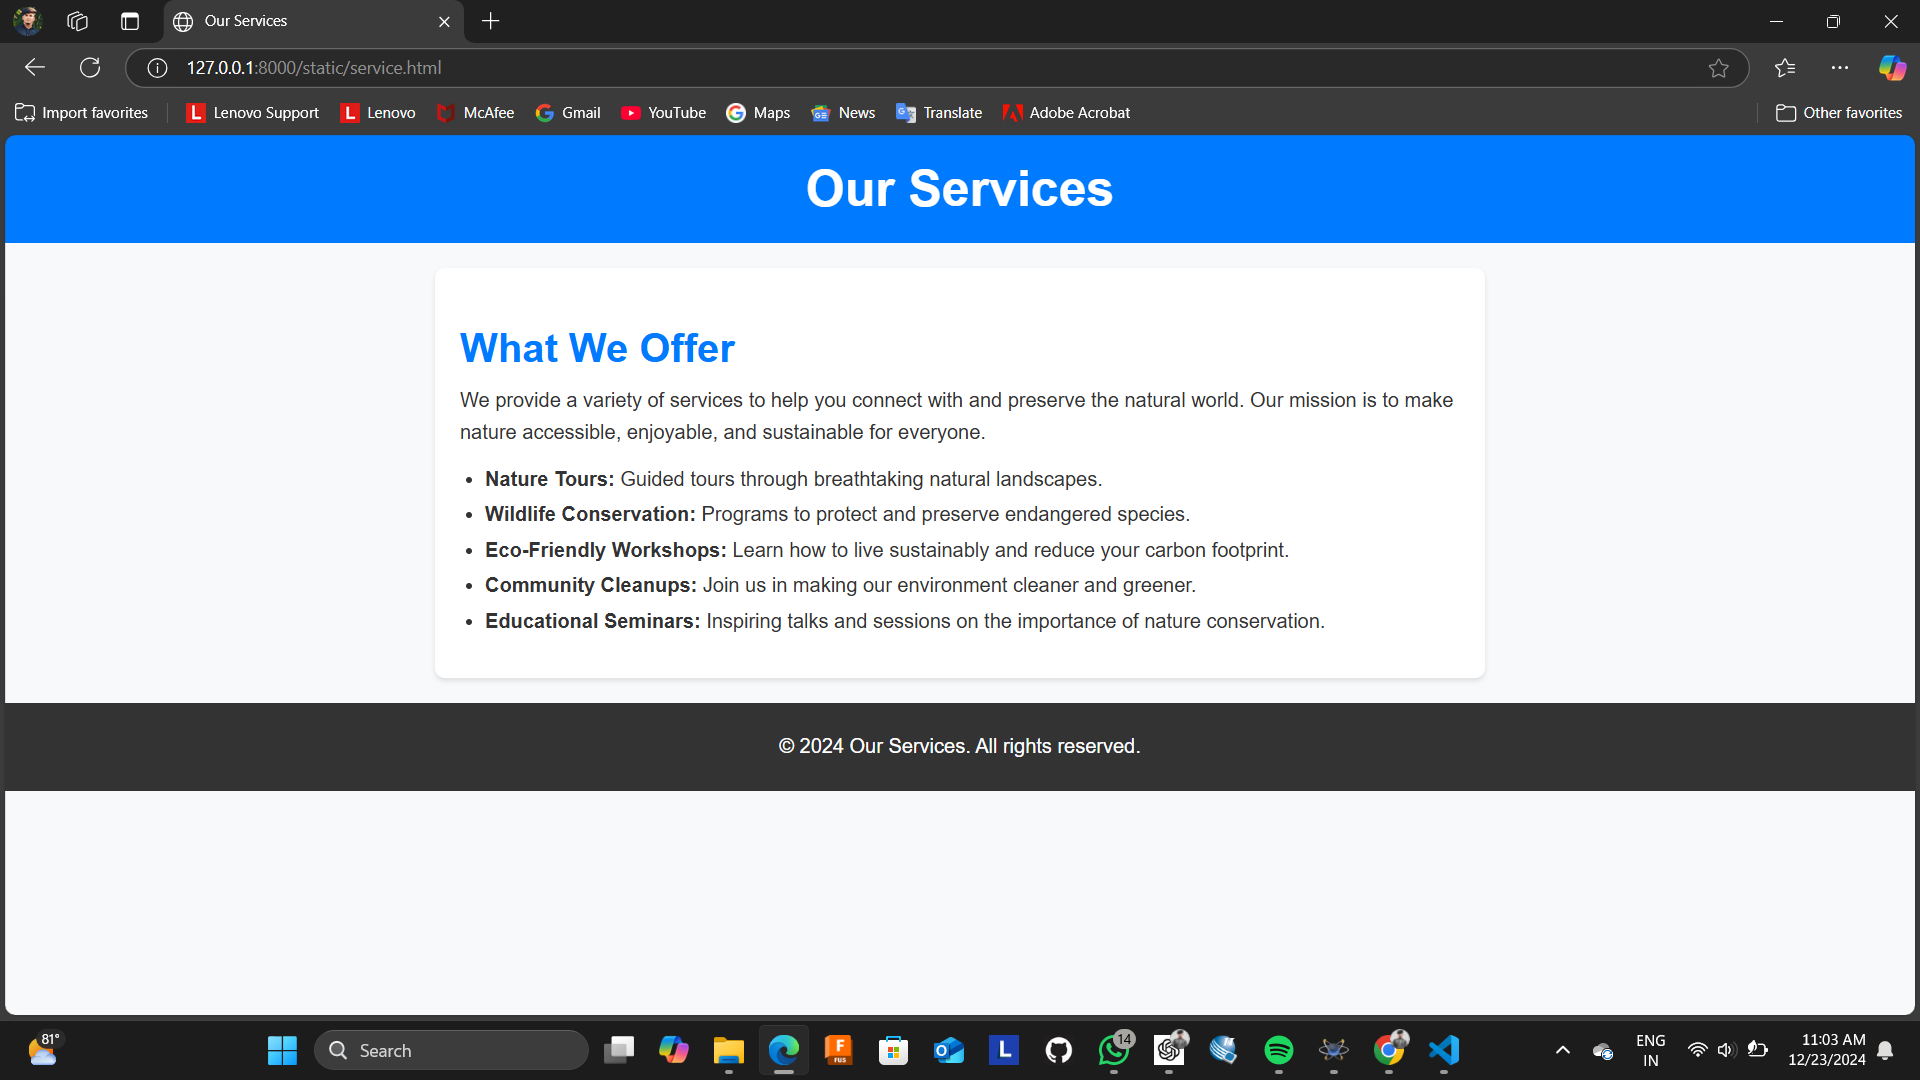 Our Services
127.0.0.1:8000/static/service.html
Import favorites Lenovo Support Lenovo McAfee Gmail YouTube Maps News Translate Adobe Acrobat Other favorites
Our Services
What We Offer
We provide a variety of services to help you connect with and preserve the natural world. Our mission is to make
nature accessible, enjoyable, and sustainable for everyone.
• Nature Tours: Guided tours through breathtaking natural landscapes.
• Wildlife Conservation: Programs to protect and preserve endangered species.
• Eco-Friendly Workshops: Learn how to live sustainably and reduce your carbon footprint.
• Community Cleanups: Join us in making our environment cleaner and greener.
• Educational Seminars: Inspiring talks and sessions on the importance of nature conservation.
© 2024 Our Services. All rights reserved.
81°
Search
F
FUS
L
14
ENG
IN
11:03 AM
12/23/2024